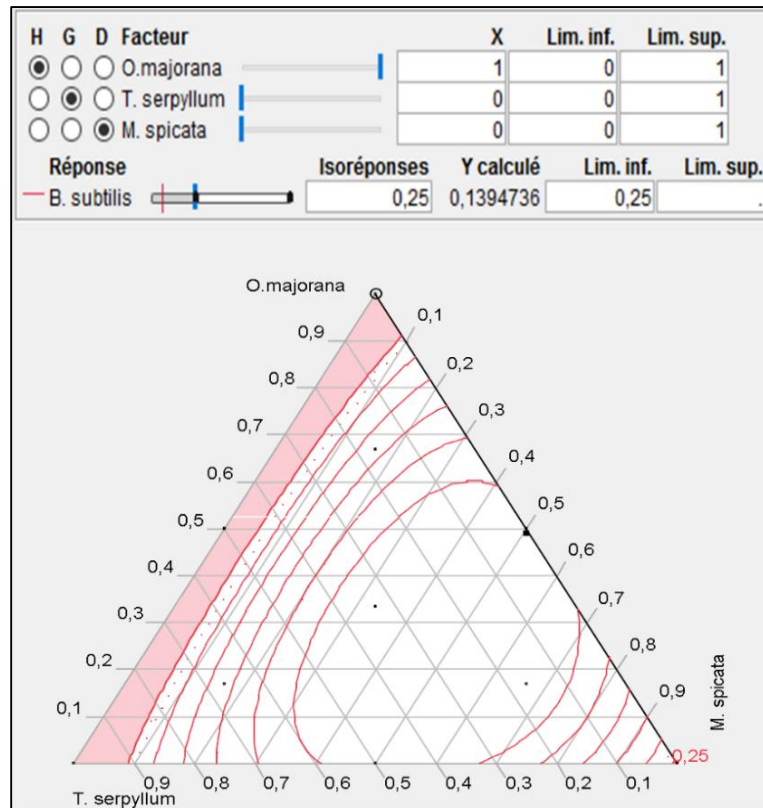 H G D Facteur X Lim. inf. Lim. sup.
O.majorana 1 0 1
T. serpyllum 0 0 1
M. spicata 0 0 1
Réponse Isoréponses Y calculé Lim. inf. Lim. sup.
B. subtilis 0,25 0,1394736 0,25 .
O.majorana
0,9 0,1
0,8 0,2
0,7 0,3
0,6 0,4
0,5 0,5
0,4 0,6
0,3 0,7
0,2 0,8
0,1 0,9
M. spicata
0,25
0,9 0,8 0,7 0,6 0,5 0,4 0,3 0,2 0,1
T. serpyllum